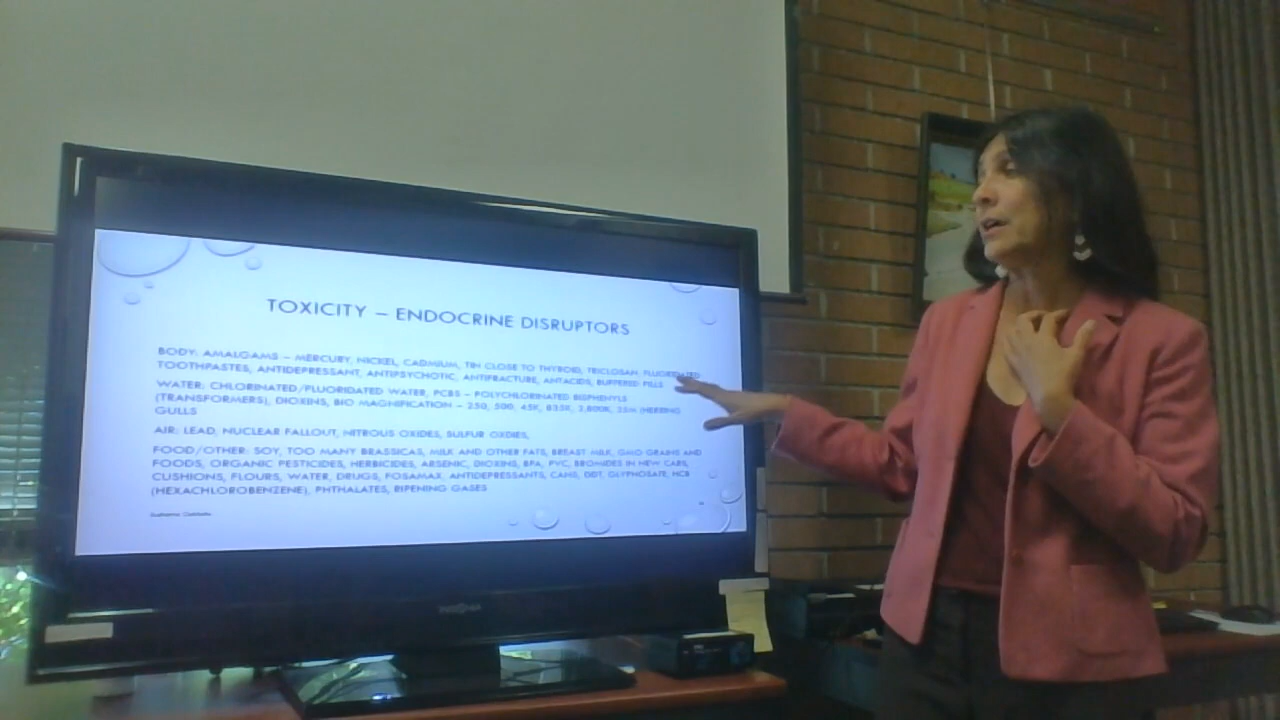 TOXICITY – ENDOCRINE DISRUPTORS
BODY: AMALGAMS – MERCURY, NICKEL, CADMIUM, TIN CLOSE TO THYROID, TRICLOSAN, FLUORIDATED
TOOTHPASTES, ANTIDEPRESSANT, ANTIPSYCHOTIC, ANTIFRACTURE, ANTACIDS, BUFFERED PILLS
WATER: CHLORINATED/FLUORIDATED WATER, PCBS – POLYCHLORINATED BISPHENYLS
(TRANSFORMERS), DIOXINS, BIO MAGNIFICATION – 250, 500, 45K, 835K, 2,800K, 25M (HERRING
GULLS
AIR: LEAD, NUCLEAR FALLOUT, NITROUS OXIDES, SULFUR OXDIES,
FOOD/OTHER: SOY, TOO MANY BRASSICAS, MILK AND OTHER FATS, BREAST MILK, GMO GRAINS AND
FOODS, ORGANIC PESTICIDES, HERBICIDES, ARSENIC, DIOXINS, BPA, PVC, BROMIDES IN NEW CARS,
CUSHIONS, FLOURS, WATER, DRUGS, FOSAMAX, ANTIDEPRESSANTS, CANS, DDT, GLYPHOSATE, HCB
(HEXACHLOROBENZENE), PHTHALATES, RIPENING GASES
INSIGNIA